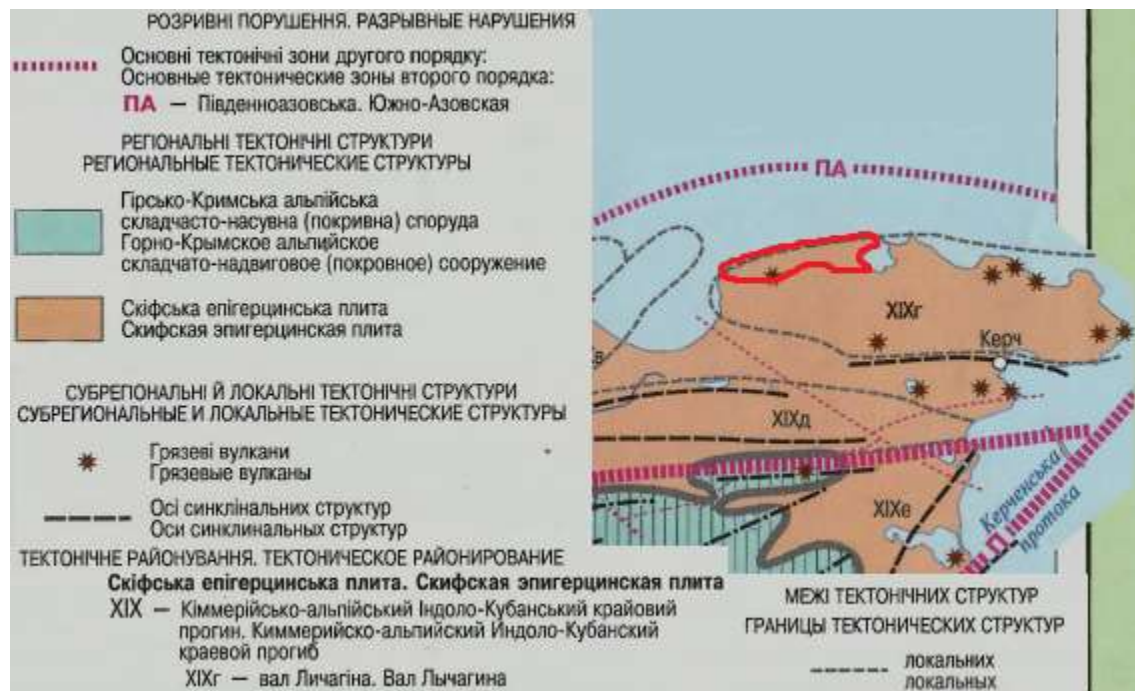 РОЗРИВНІ ПОРУШЕННЯ. РАЗРЫВНЫЕ НАРУШЕНИЯ
Основні тектонічні зони другого порядку:
Основные тектонические зоны второго порядка:
ПА — Південноазовська. Южно-Азовская
РЕГІОНАЛЬНІ ТЕКТОНІЧНІ СТРУКТУРИ
РЕГИОНАЛЬНЫЕ ТЕКТОНИЧЕСКИЕ СТРУКТУРЫ
Гірсько-Кримська альпійська
складчасто-насувна (покривна) споруда
Горно-Крымское альпийское
складчато-надвиговое (покровное) сооружение
Скіфська епігерцинська плита
Скифская эпигерцинская плита
СУБРЕГІОНАЛЬНІ Й ЛОКАЛЬНІ ТЕКТОНІЧНІ СТРУКТУРИ
СУБРЕГИОНАЛЬНЫЕ И ЛОКАЛЬНЫЕ ТЕКТОНИЧЕСКИЕ СТРУКТУРЫ
Грязеві вулкани
Грязевые вулканы
Осі синклінальних структур
Оси синклинальных структур
ТЕКТОНІЧНЕ РАЙОНУВАННЯ. ТЕКТОНИЧЕСКОЕ РАЙОНИРОВАНИЕ
Скіфська епігерцинська плита. Скифская эпигерцинская плита
XIX — Кіммерійсько-альпійський Індоло-Кубанський крайовий
прогин. Киммерийско-альпийский Индоло-Кубанский
краевой прогиб
XIXг — вал Личагіна. Вал Лычагина
ПА
XIXг
Керч
в
XIXд
XIXе
Керченська
протока
П
МЕЖІ ТЕКТОНІЧНИХ СТРУКТУР
ГРАНИЦЫ ТЕКТОНИЧЕСКИХ СТРУКТУР
локальних
локальных